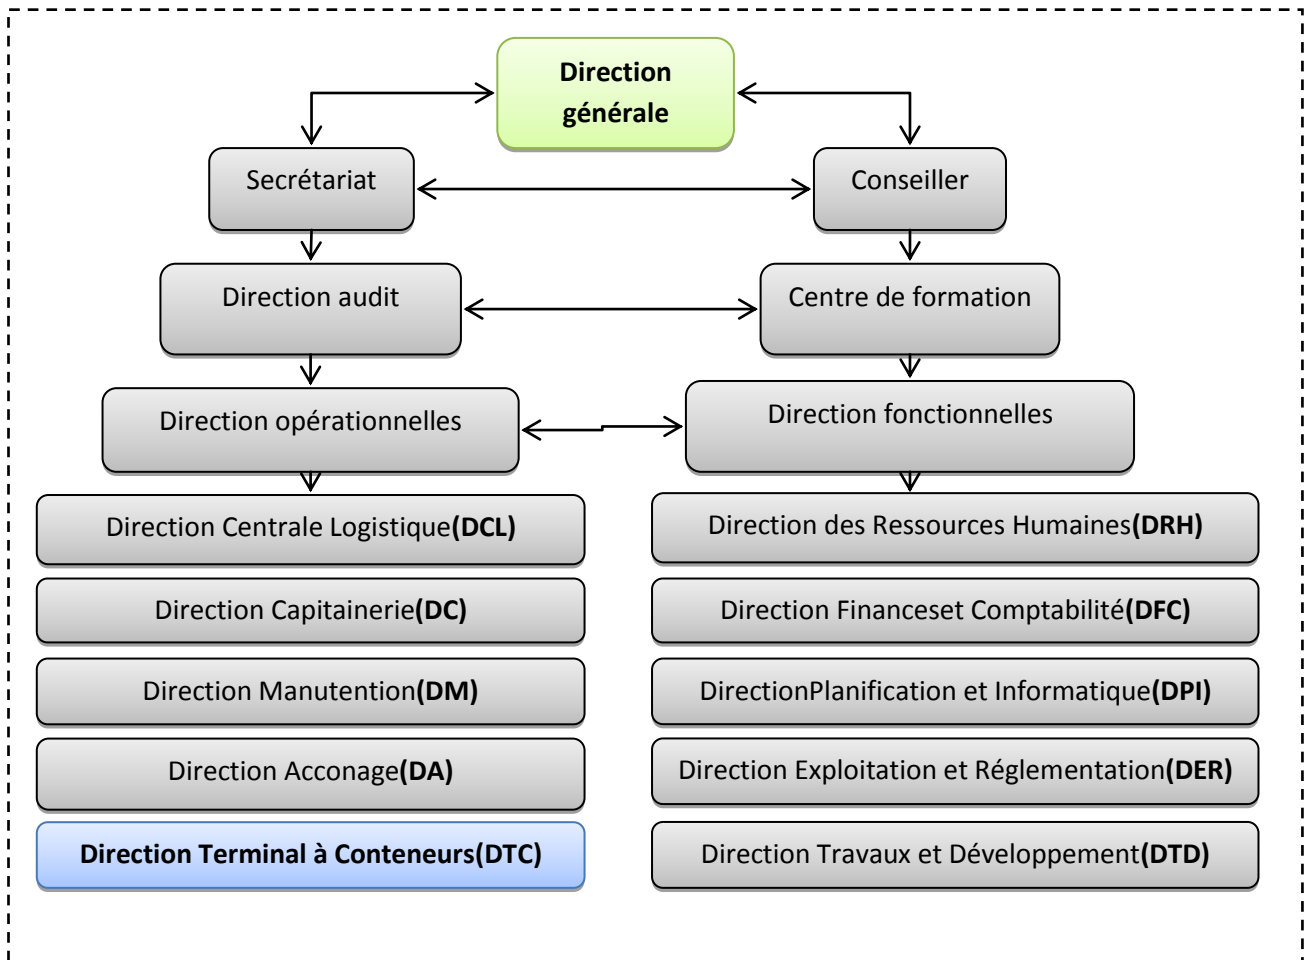 Direction
générale
Secrétariat
Conseiller
Direction audit
Centre de formation
Direction opérationnelles
Direction fonctionnelles
Direction Centrale Logistique(DCL)
Direction des Ressources Humaines(DRH)
Direction Capitainerie(DC)
Direction Financeset Comptabilité(DFC)
Direction Manutention(DM)
DirectionPlanification et Informatique(DPI)
Direction Acconage(DA)
Direction Exploitation et Réglementation(DER)
Direction Terminal à Conteneurs(DTC)
Direction Travaux et Développement(DTD)